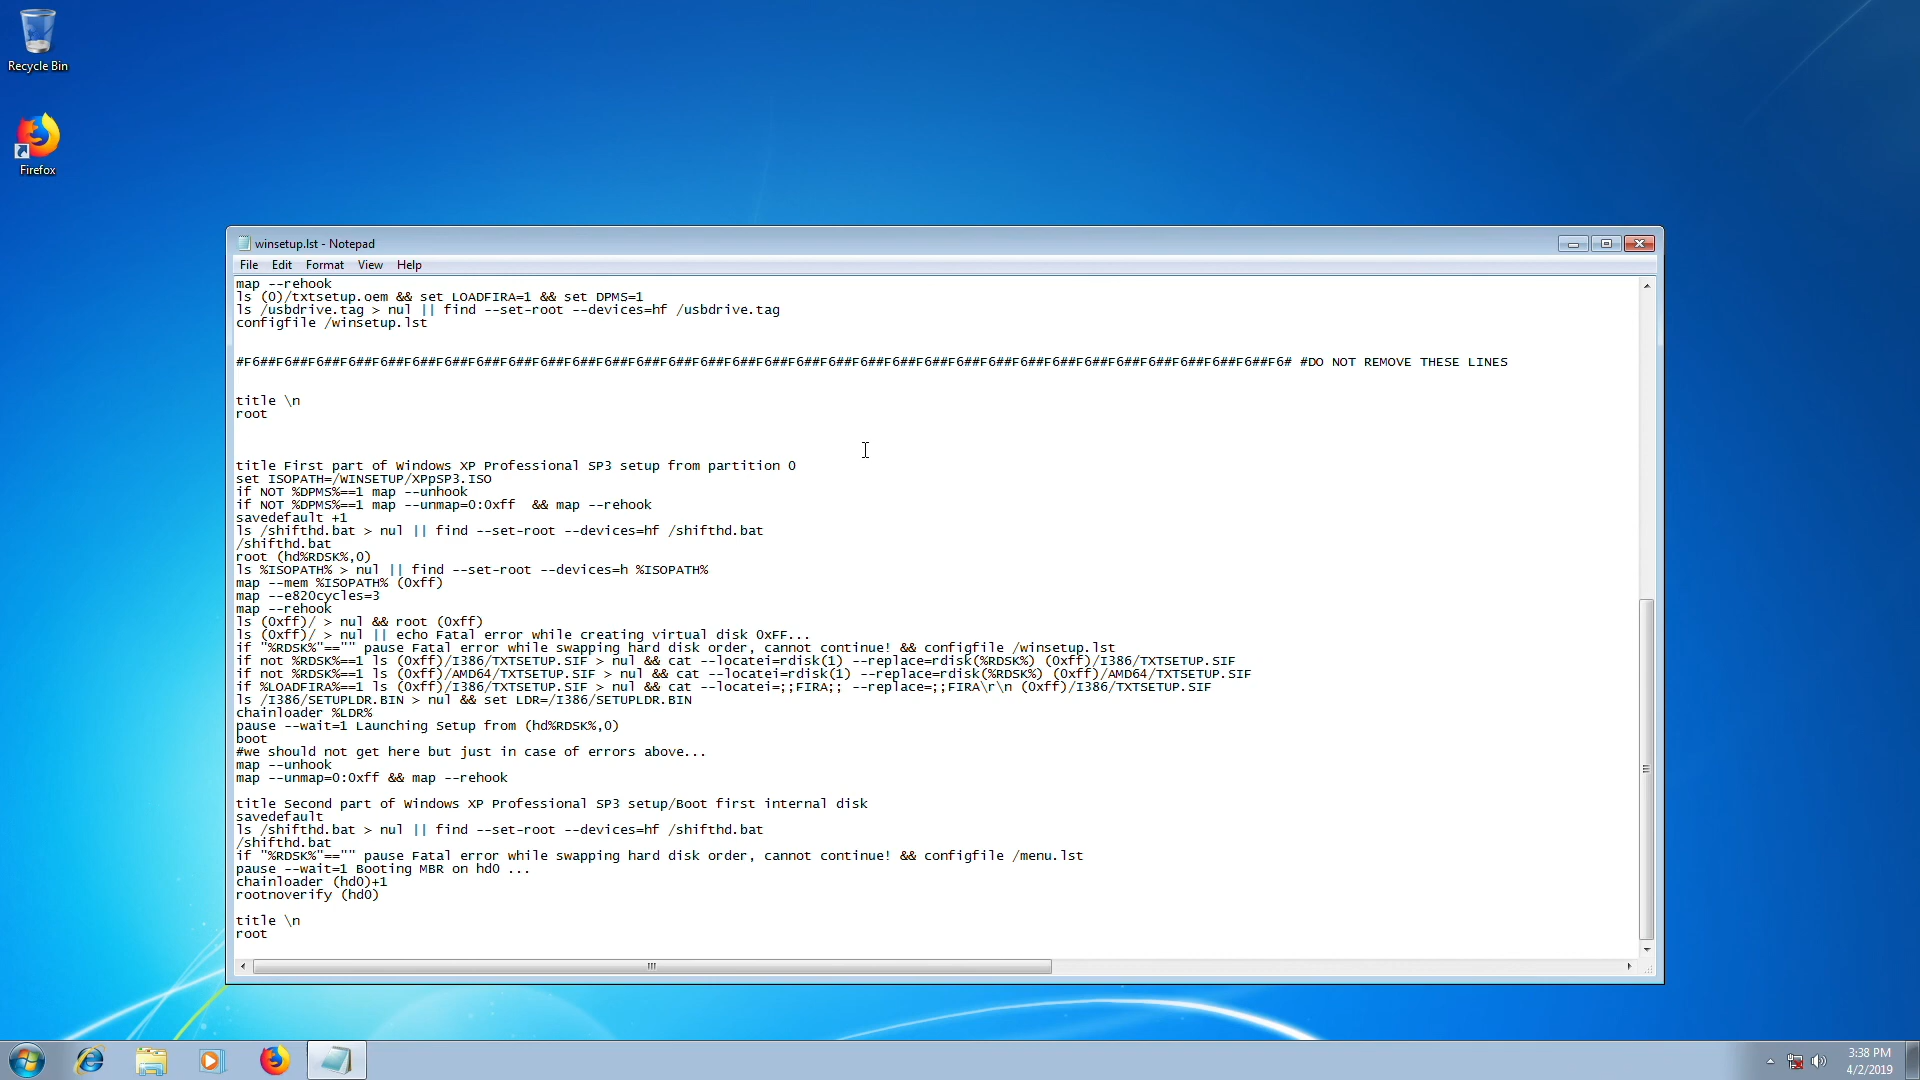 Recycle Bin
Firefox
winsetup.lst - Notepad
File Edit Format View Help
map --rehook
ls (0)/txtsetup.oem && set LOADFIRA=1 && set DPMS=1
ls /usbdrive.tag > nul || find --set-root --devices=hf /usbdrive.tag
configfile /winsetup.lst
#F6##F6##F6##F6##F6##F6##F6##F6##F6##F6##F6##F6##F6##F6##F6##F6##F6##F6##F6##F6##F6##F6##F6##F6##F6##F6##F6##F6##F6##F6##F6##F6##F6# #DO NOT REMOVE THESE LINES
title \n
root
title First part of Windows XP Professional SP3 setup from partition 0
set ISOPATH=/WINSETUP/XPpSP3.ISO
if NOT %DPMS%==1 map --unhook
if NOT %DPMS%==1 map --unmap=0:0xff  && map --rehook
savedefault +1
ls /shifthd.bat > nul || find --set-root --devices=hf /shifthd.bat
/shifthd.bat
root (hd%RDSK%,0)
ls %ISOPATH% > nul || find --set-root --devices=h %ISOPATH%
map --mem %ISOPATH% (0xff)
map --e820cycles=3
map --rehook
ls (0xff)/ > nul && root (0xff)
ls (0xff)/ > nul || echo Fatal error while creating virtual disk 0xFF...
if "%RDSK%"=="" pause Fatal error while swapping hard disk order, cannot continue! && configfile /winsetup.lst
if not %RDSK%==1 ls (0xff)/I386/TXTSETUP.SIF > nul && cat --locatei=rdisk(1) --replace=rdisk(%RDSK%) (0xff)/I386/TXTSETUP.SIF
if not %RDSK%==1 ls (0xff)/AMD64/TXTSETUP.SIF > nul && cat --locatei=rdisk(1) --replace=rdisk(%RDSK%) (0xff)/AMD64/TXTSETUP.SIF
if %LOADFIRA%==1 ls (0xff)/I386/TXTSETUP.SIF > nul && cat --locatei=;;FIRA;; --replace=;;FIRA\r\n (0xff)/I386/TXTSETUP.SIF
ls /I386/SETUPLDR.BIN > nul && set LDR=/I386/SETUPLDR.BIN
chainloader %LDR%
pause --wait=1 Launching Setup from (hd%RDSK%,0)
boot
#we should not get here but just in case of errors above...
map --unhook
map --unmap=0:0xff && map --rehook
title Second part of Windows XP Professional SP3 setup/Boot first internal disk
savedefault
ls /shifthd.bat > nul || find --set-root --devices=hf /shifthd.bat
/shifthd.bat
if "%RDSK%"=="" pause Fatal error while swapping hard disk order, cannot continue! && configfile /menu.lst
pause --wait=1 Booting MBR on hd0 ...
chainloader (hd0)+1
rootnoverify (hd0)
title \n
root
3:38 PM
4/2/2019